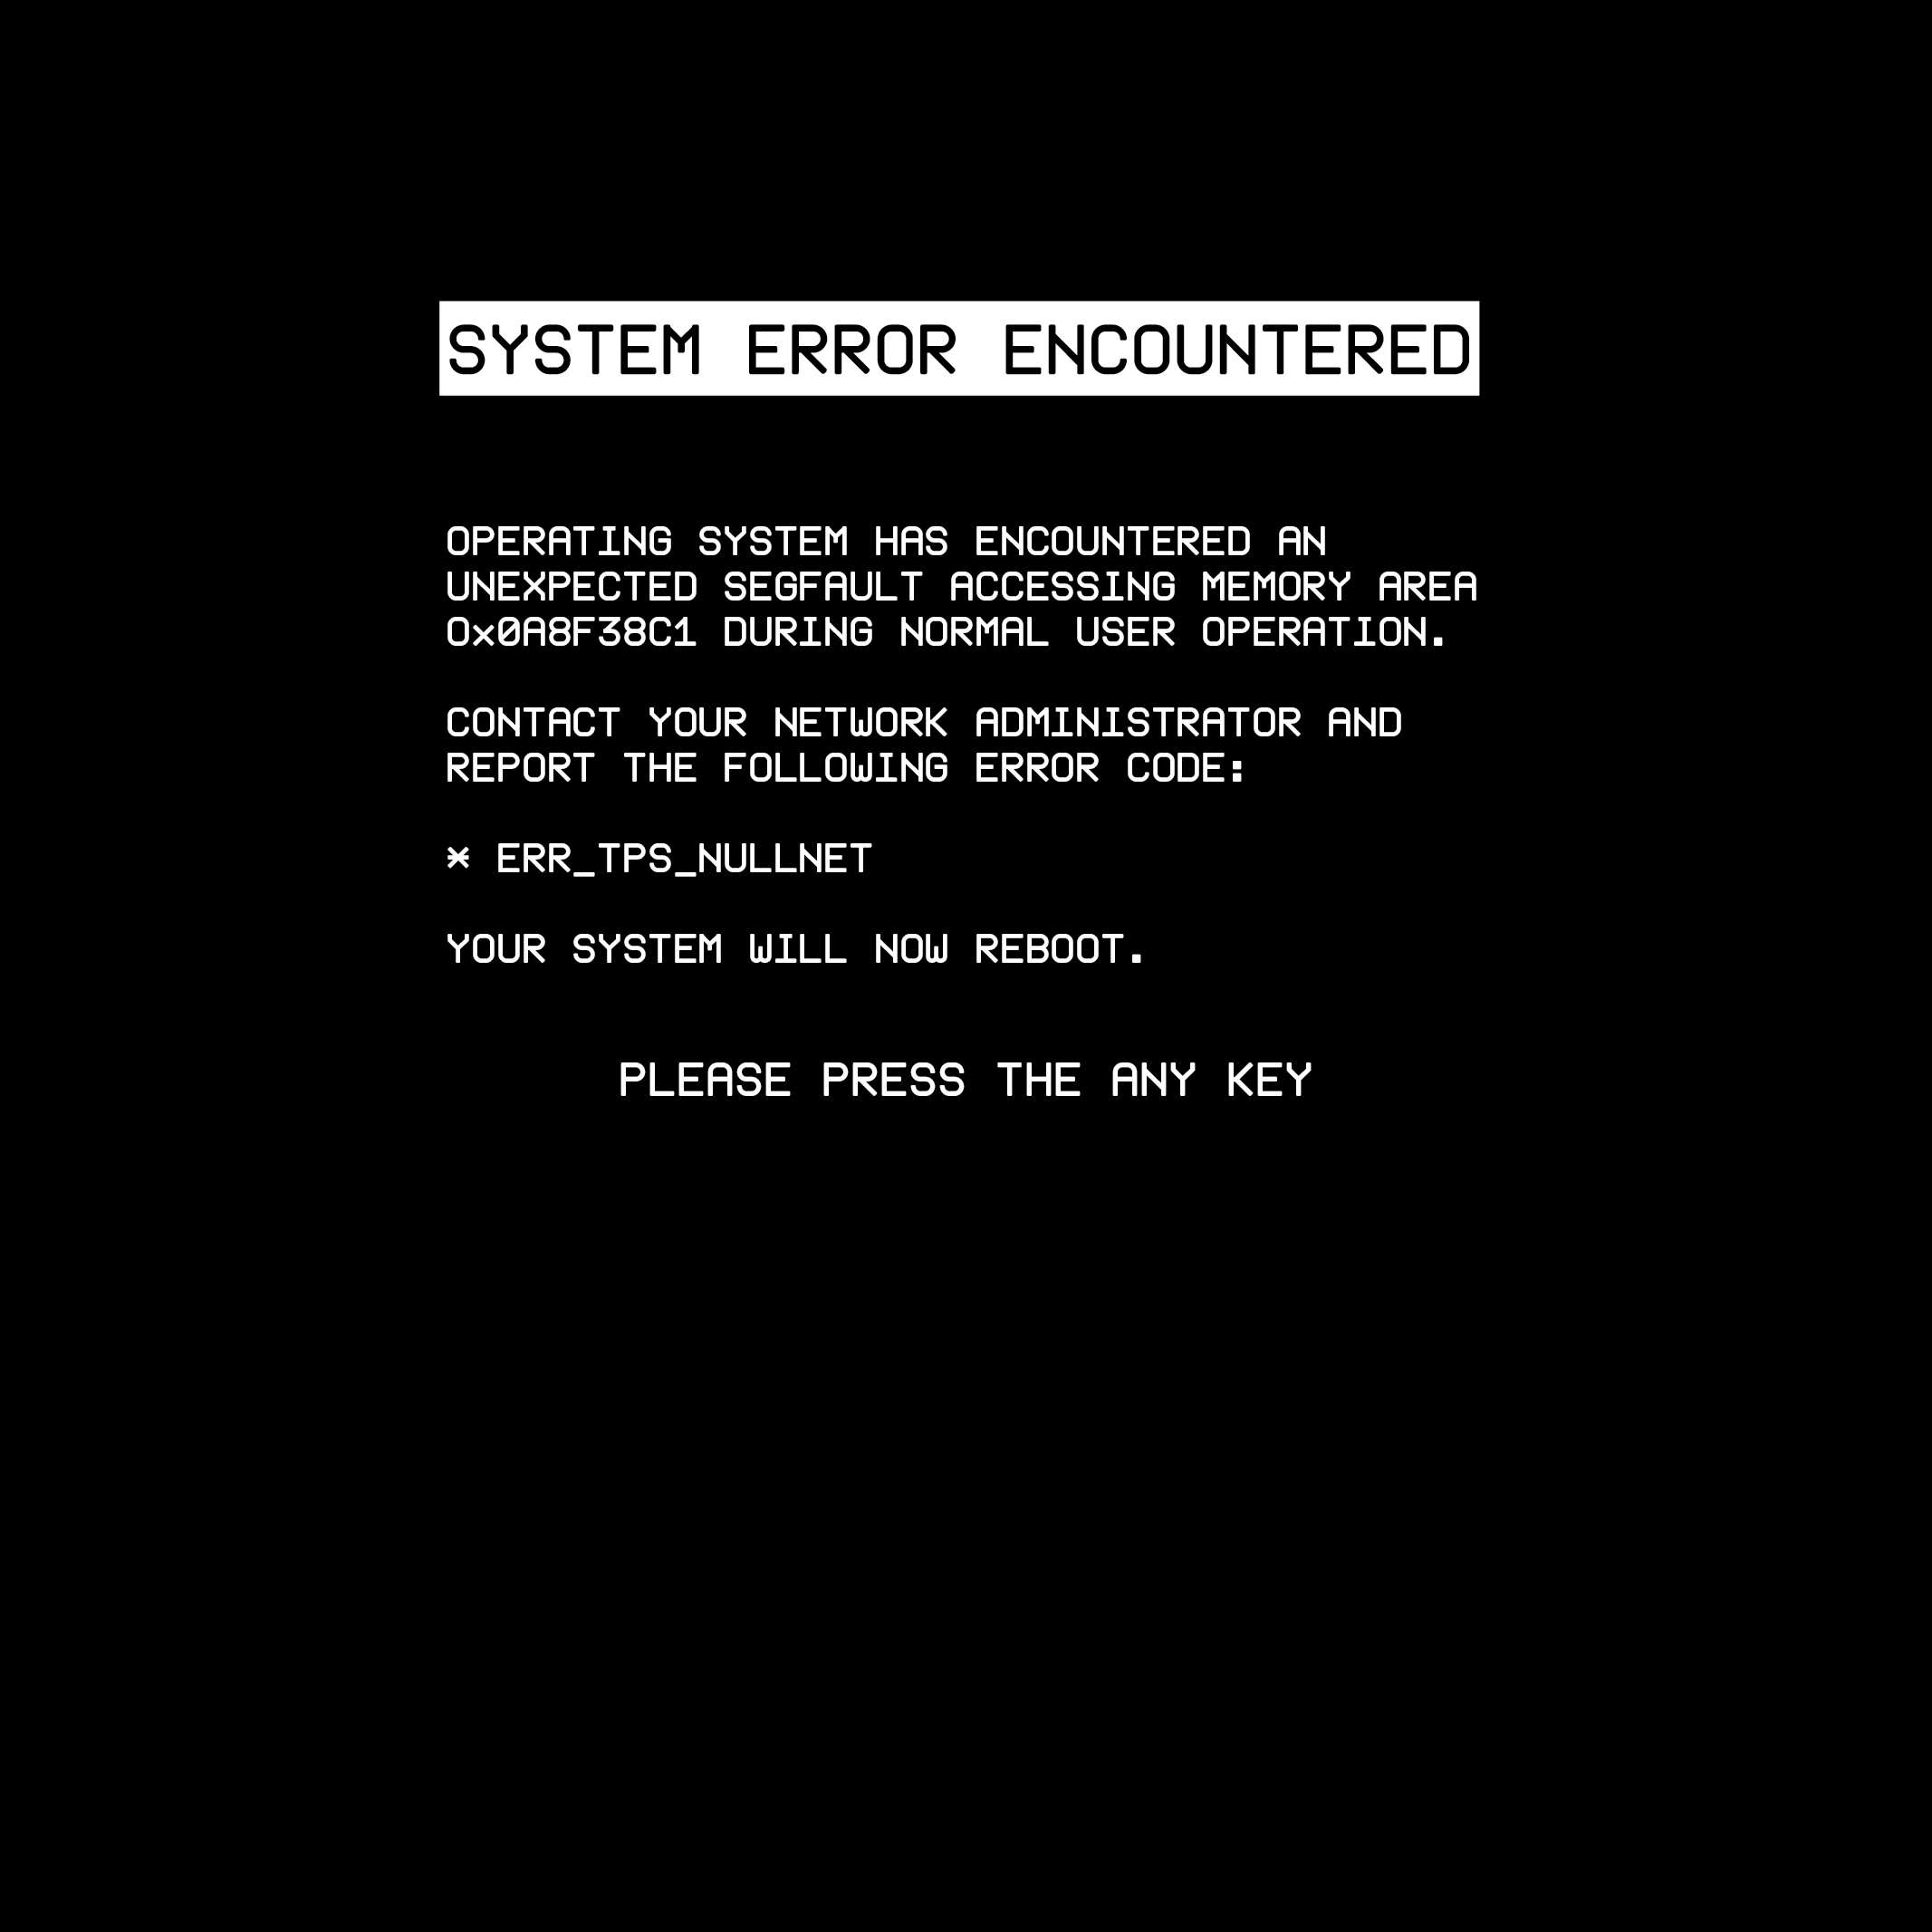 SYSTEM ERROR ENCOUNTERED
OPERATING SYSTEM HAS ENCOUNTERED AN
UNEXPECTED SEGFAULT ACCESSING MEMORY AREA
0x0A8F38C1 DURING NORMAL USER OPERATION.
CONTACT YOUR NETWORK ADMINISTRATOR AND
REPORT THE FOLLOWING ERROR CODE:
* ERR_TPS_NULLNET
YOUR SYSTEM WILL NOW REBOOT.
PLEASE PRESS THE ANY KEY